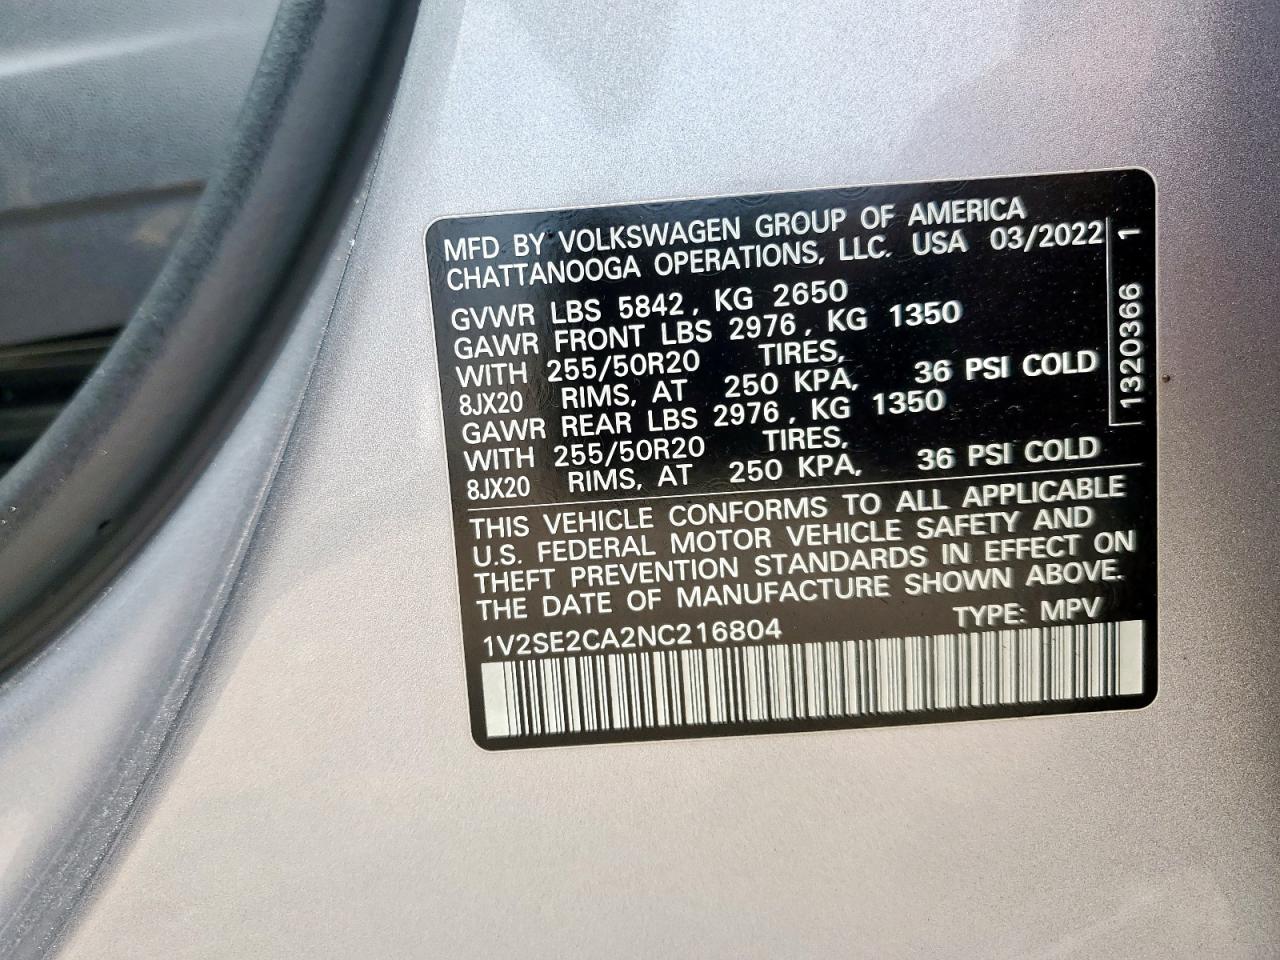 MFD BY VOLKSWAGEN GROUP OF AMERICA
CHATTANOOGA OPERATIONS, LLC. USA 03/2022
GVWR LBS 5842, KG 2650
GAWR FRONT LBS 2976, KG 1350
WITH 255/50R20 TIRES,
8JX20 RIMS, AT 250 KPA, 36 PSI COLD
GAWR REAR LBS 2976, KG 1350
WITH 255/50R20 TIRES,
8JX20 RIMS, AT 250 KPA, 36 PSI COLD
THIS VEHICLE CONFORMS TO ALL APPLICABLE
U.S. FEDERAL MOTOR VEHICLE SAFETY AND
THEFT PREVENTION STANDARDS IN EFFECT ON
THE DATE OF MANUFACTURE SHOWN ABOVE.
1V2SE2CA2NC216804 TYPE: MPV
1320366 1